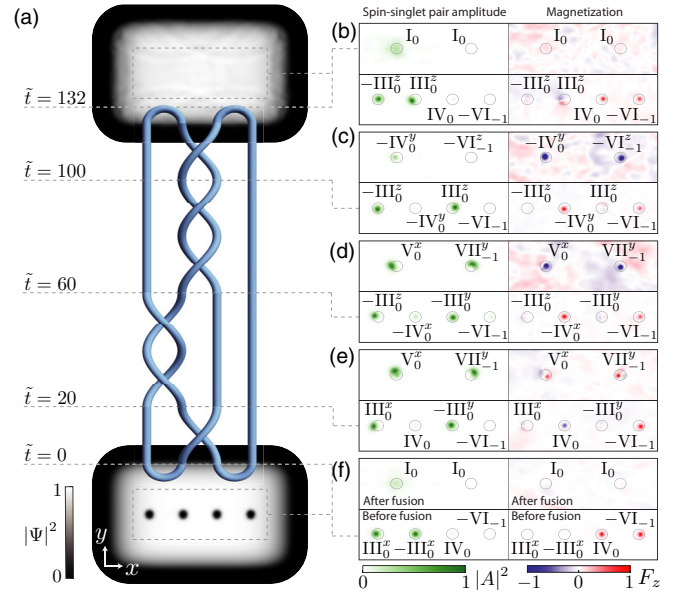 (a)
t̃ = 132
t̃ = 100
t̃ = 60
t̃ = 20
t̃ = 0
1
|Ψ|²
0
y
x
Spin-singlet pair amplitude Magnetization
(b)
I₀ I₀ I₀ I₀
−III₀ᶻ III₀ᶻ −III₀ᶻ III₀ᶻ
IV₀ −VI₋₁ IV₀ −VI₋₁
(c)
−IV₀ʸ −VI₋₁ᶻ −IV₀ʸ −VI₋₁ᶻ
−III₀ᶻ III₀ᶻ −III₀ᶻ III₀ᶻ
−IV₀ʸ −VI₋₁ −IV₀ʸ −VI₋₁
(d)
V₀ˣ VII₋₁ʸ V₀ˣ VII₋₁ʸ
−III₀ᶻ −III₀ʸ −III₀ᶻ −III₀ʸ
−IV₀ˣ −VI₋₁ −IV₀ˣ −VI₋₁
(e)
V₀ˣ VII₋₁ʸ V₀ˣ VII₋₁ʸ
III₀ˣ −III₀ʸ III₀ˣ −III₀ʸ
IV₀ −VI₋₁ IV₀ −VI₋₁
(f)
I₀ I₀ I₀ I₀
After fusion After fusion
Before fusion −VI₋₁ Before fusion −VI₋₁
III₀ˣ −III₀ˣ IV₀ III₀ˣ −III₀ˣ IV₀
0 1 |A|² −1 1 F_z